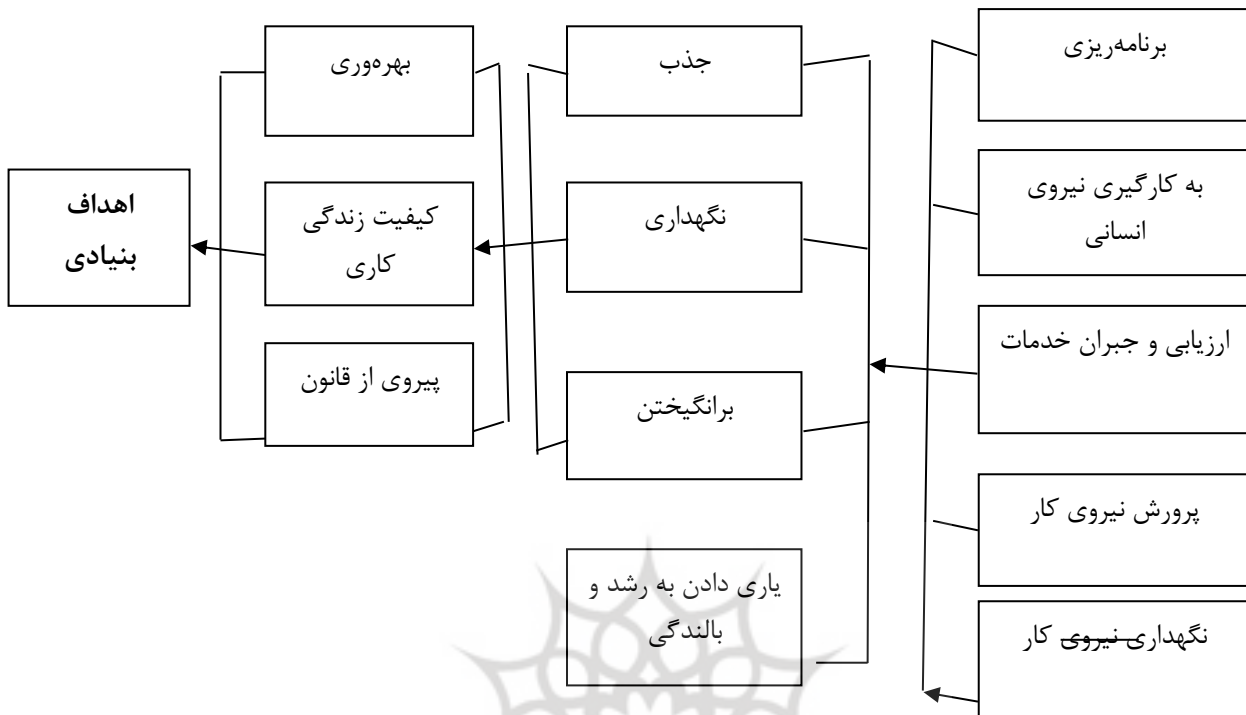 برنامه‌ریزی
به کارگیری نیروی
انسانی
ارزیابی و جبران خدمات
پرورش نیروی کار
نگهداری نیروی کار
جذب
نگهداری
برانگیختن
یاری دادن به رشد و
بالندگی
بهره‌وری
کیفیت زندگی
کاری
پیروی از قانون
اهداف
بنیادی